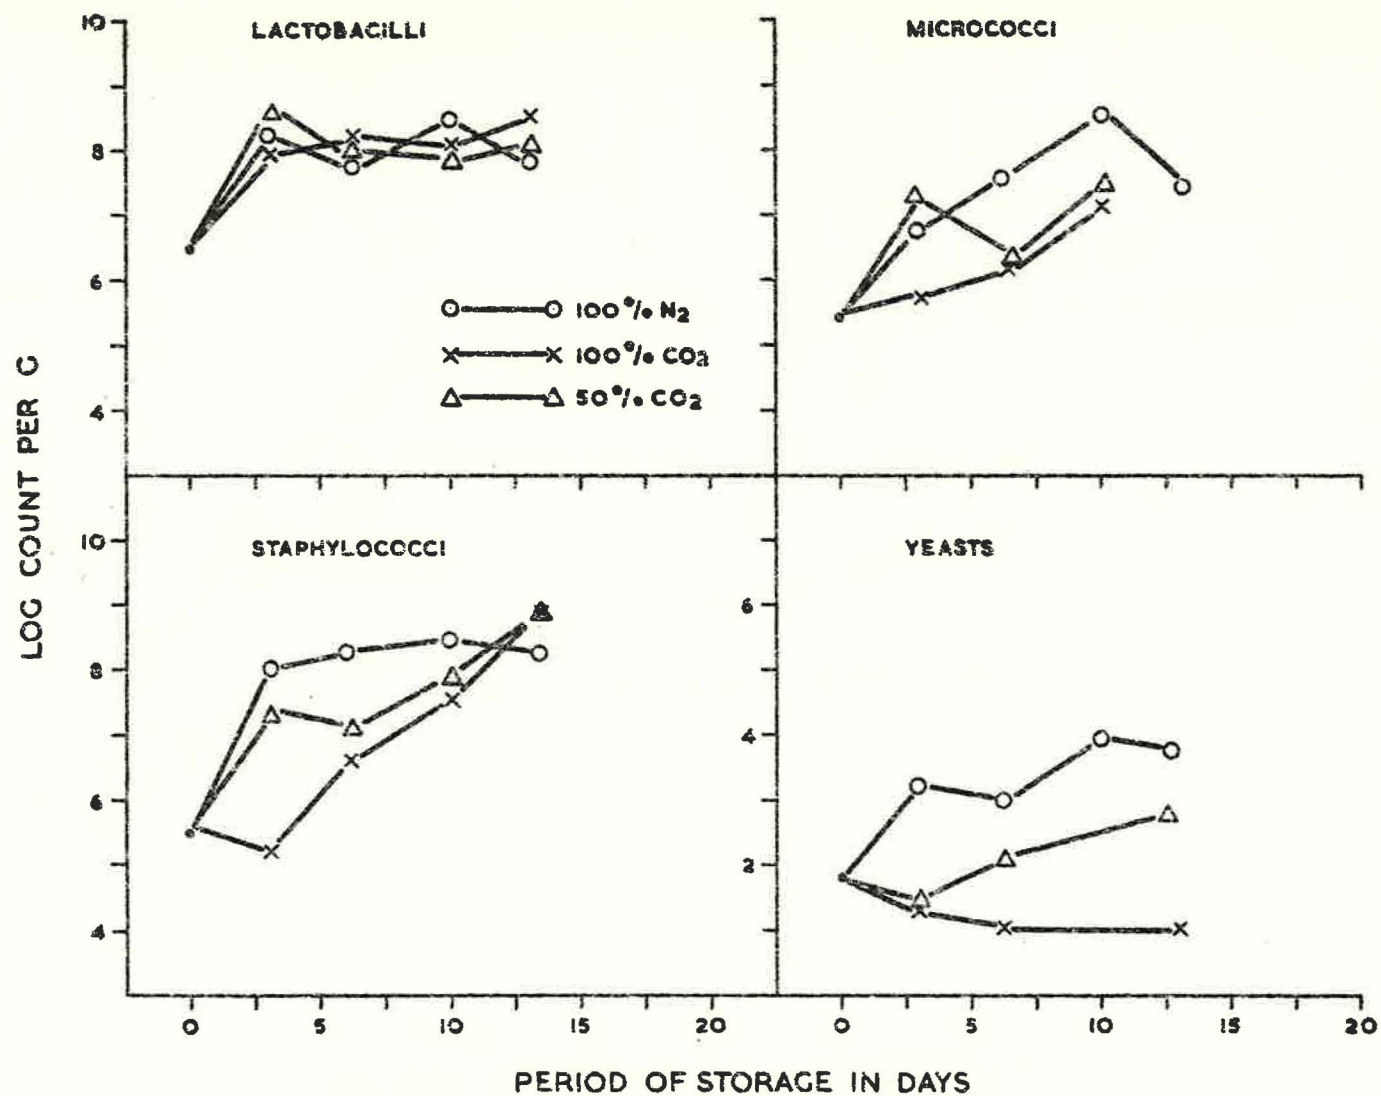 LACTOBACILLI
MICROCOCCI
10
8
6
4
100% N2
100% CO2
50% CO2
LOG COUNT PER G
STAPHYLOCOCCI
YEASTS
10
8
6
4
6
4
2
0 5 10 15 20
0 5 10 15 20
PERIOD OF STORAGE IN DAYS